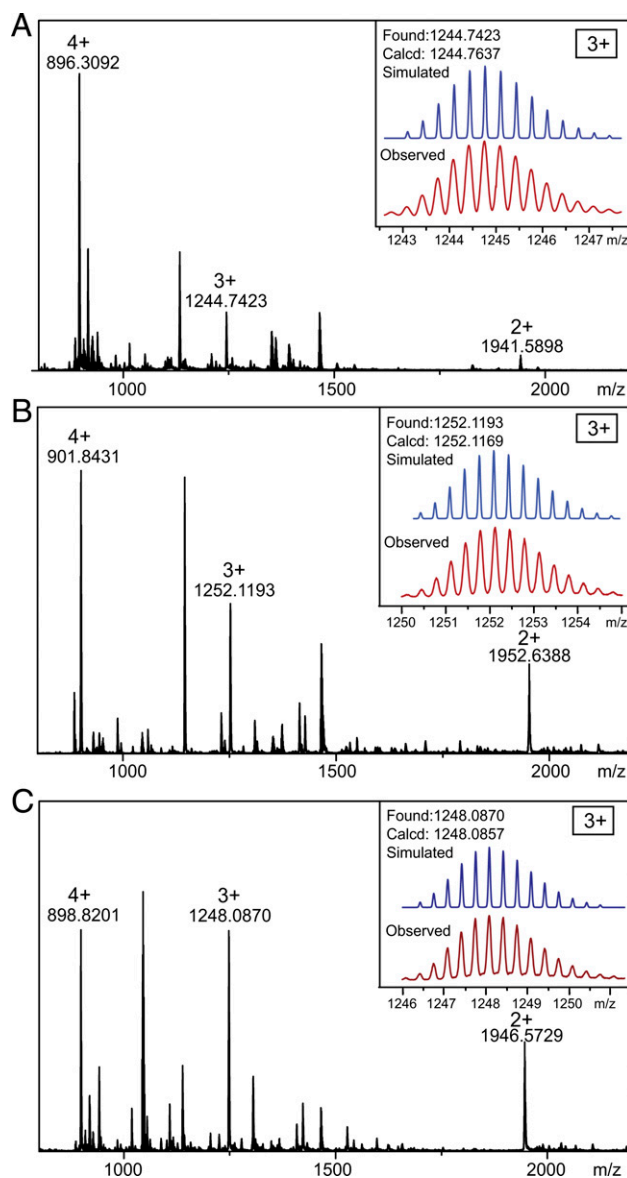 A
4+
896.3092
3+
1244.7423
2+
1941.5898
Found:1244.7423
Calcd: 1244.7637
Simulated
3+
Observed
1243 1244 1245 1246 1247 m/z
1000 1500 2000 m/z
B
4+
901.8431
3+
1252.1193
2+
1952.6388
Found:1252.1193
Calcd: 1252.1169
Simulated
3+
Observed
1250 1251 1252 1253 1254 m/z
1000 1500 2000 m/z
C
4+
898.8201
3+
1248.0870
2+
1946.5729
Found:1248.0870
Calcd: 1248.0857
Simulated
3+
Observed
1246 1247 1248 1249 1250 m/z
1000 1500 2000 m/z